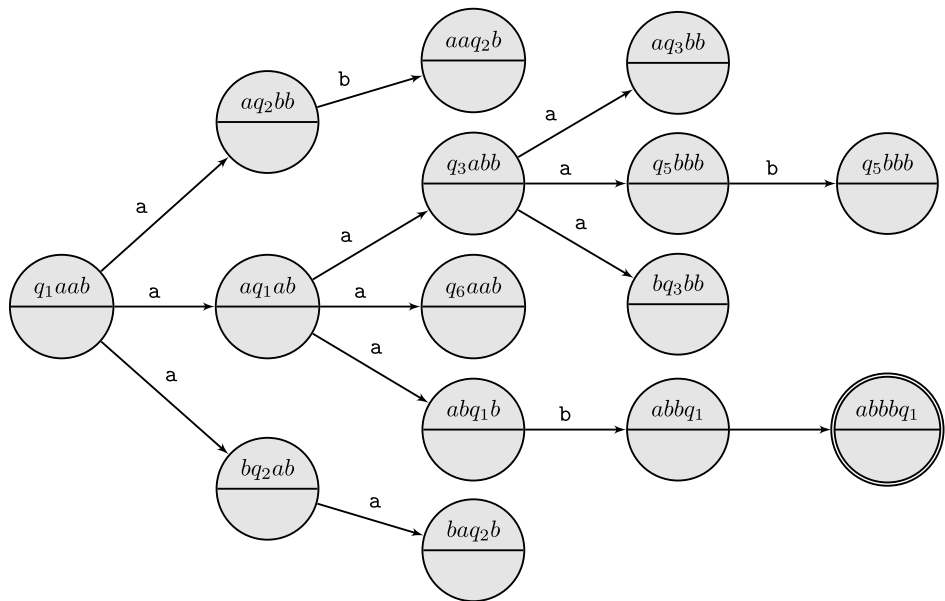 aaq₂b
aq₃bb
b
aq₂bb
a
q₃abb
a
q₅bbb
b
q₅bbb
a
a
a
q₁aab
a
aq₁ab
a
q₆aab
bq₃bb
a
a
abq₁b
b
abbq₁
abbbq₁
bq₂ab
a
baq₂b